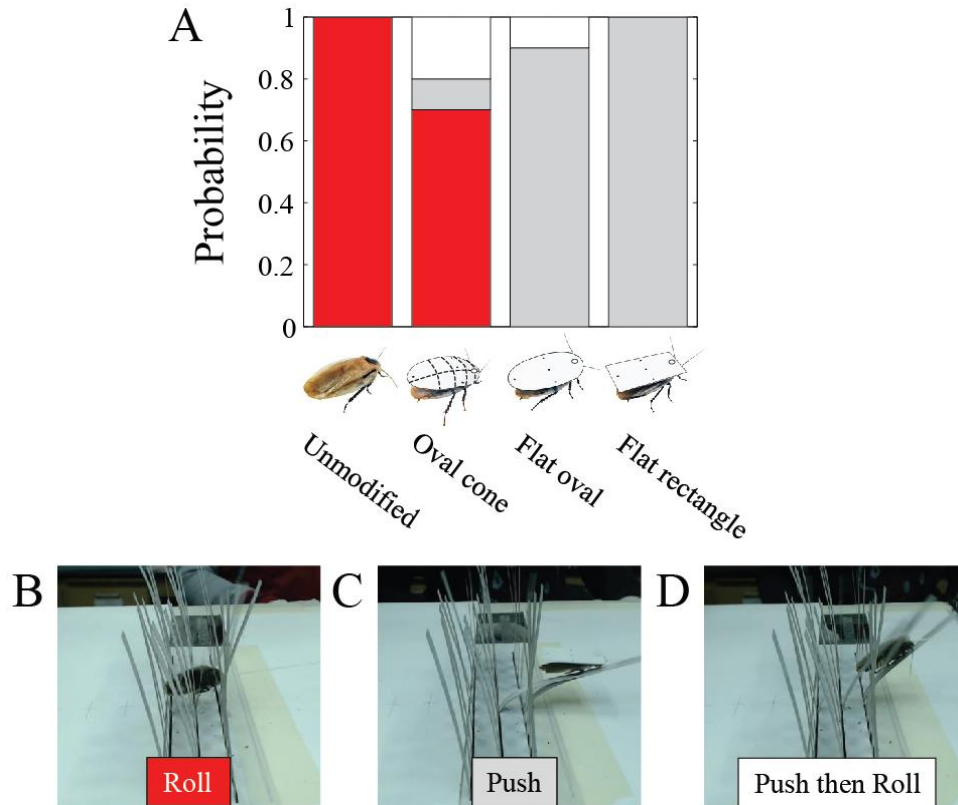 A
Probability
1
0.8
0.6
0.4
0.2
0
Unmodified
Oval cone
Flat oval
Flat rectangle
B
C
D
Roll
Push
Push then Roll